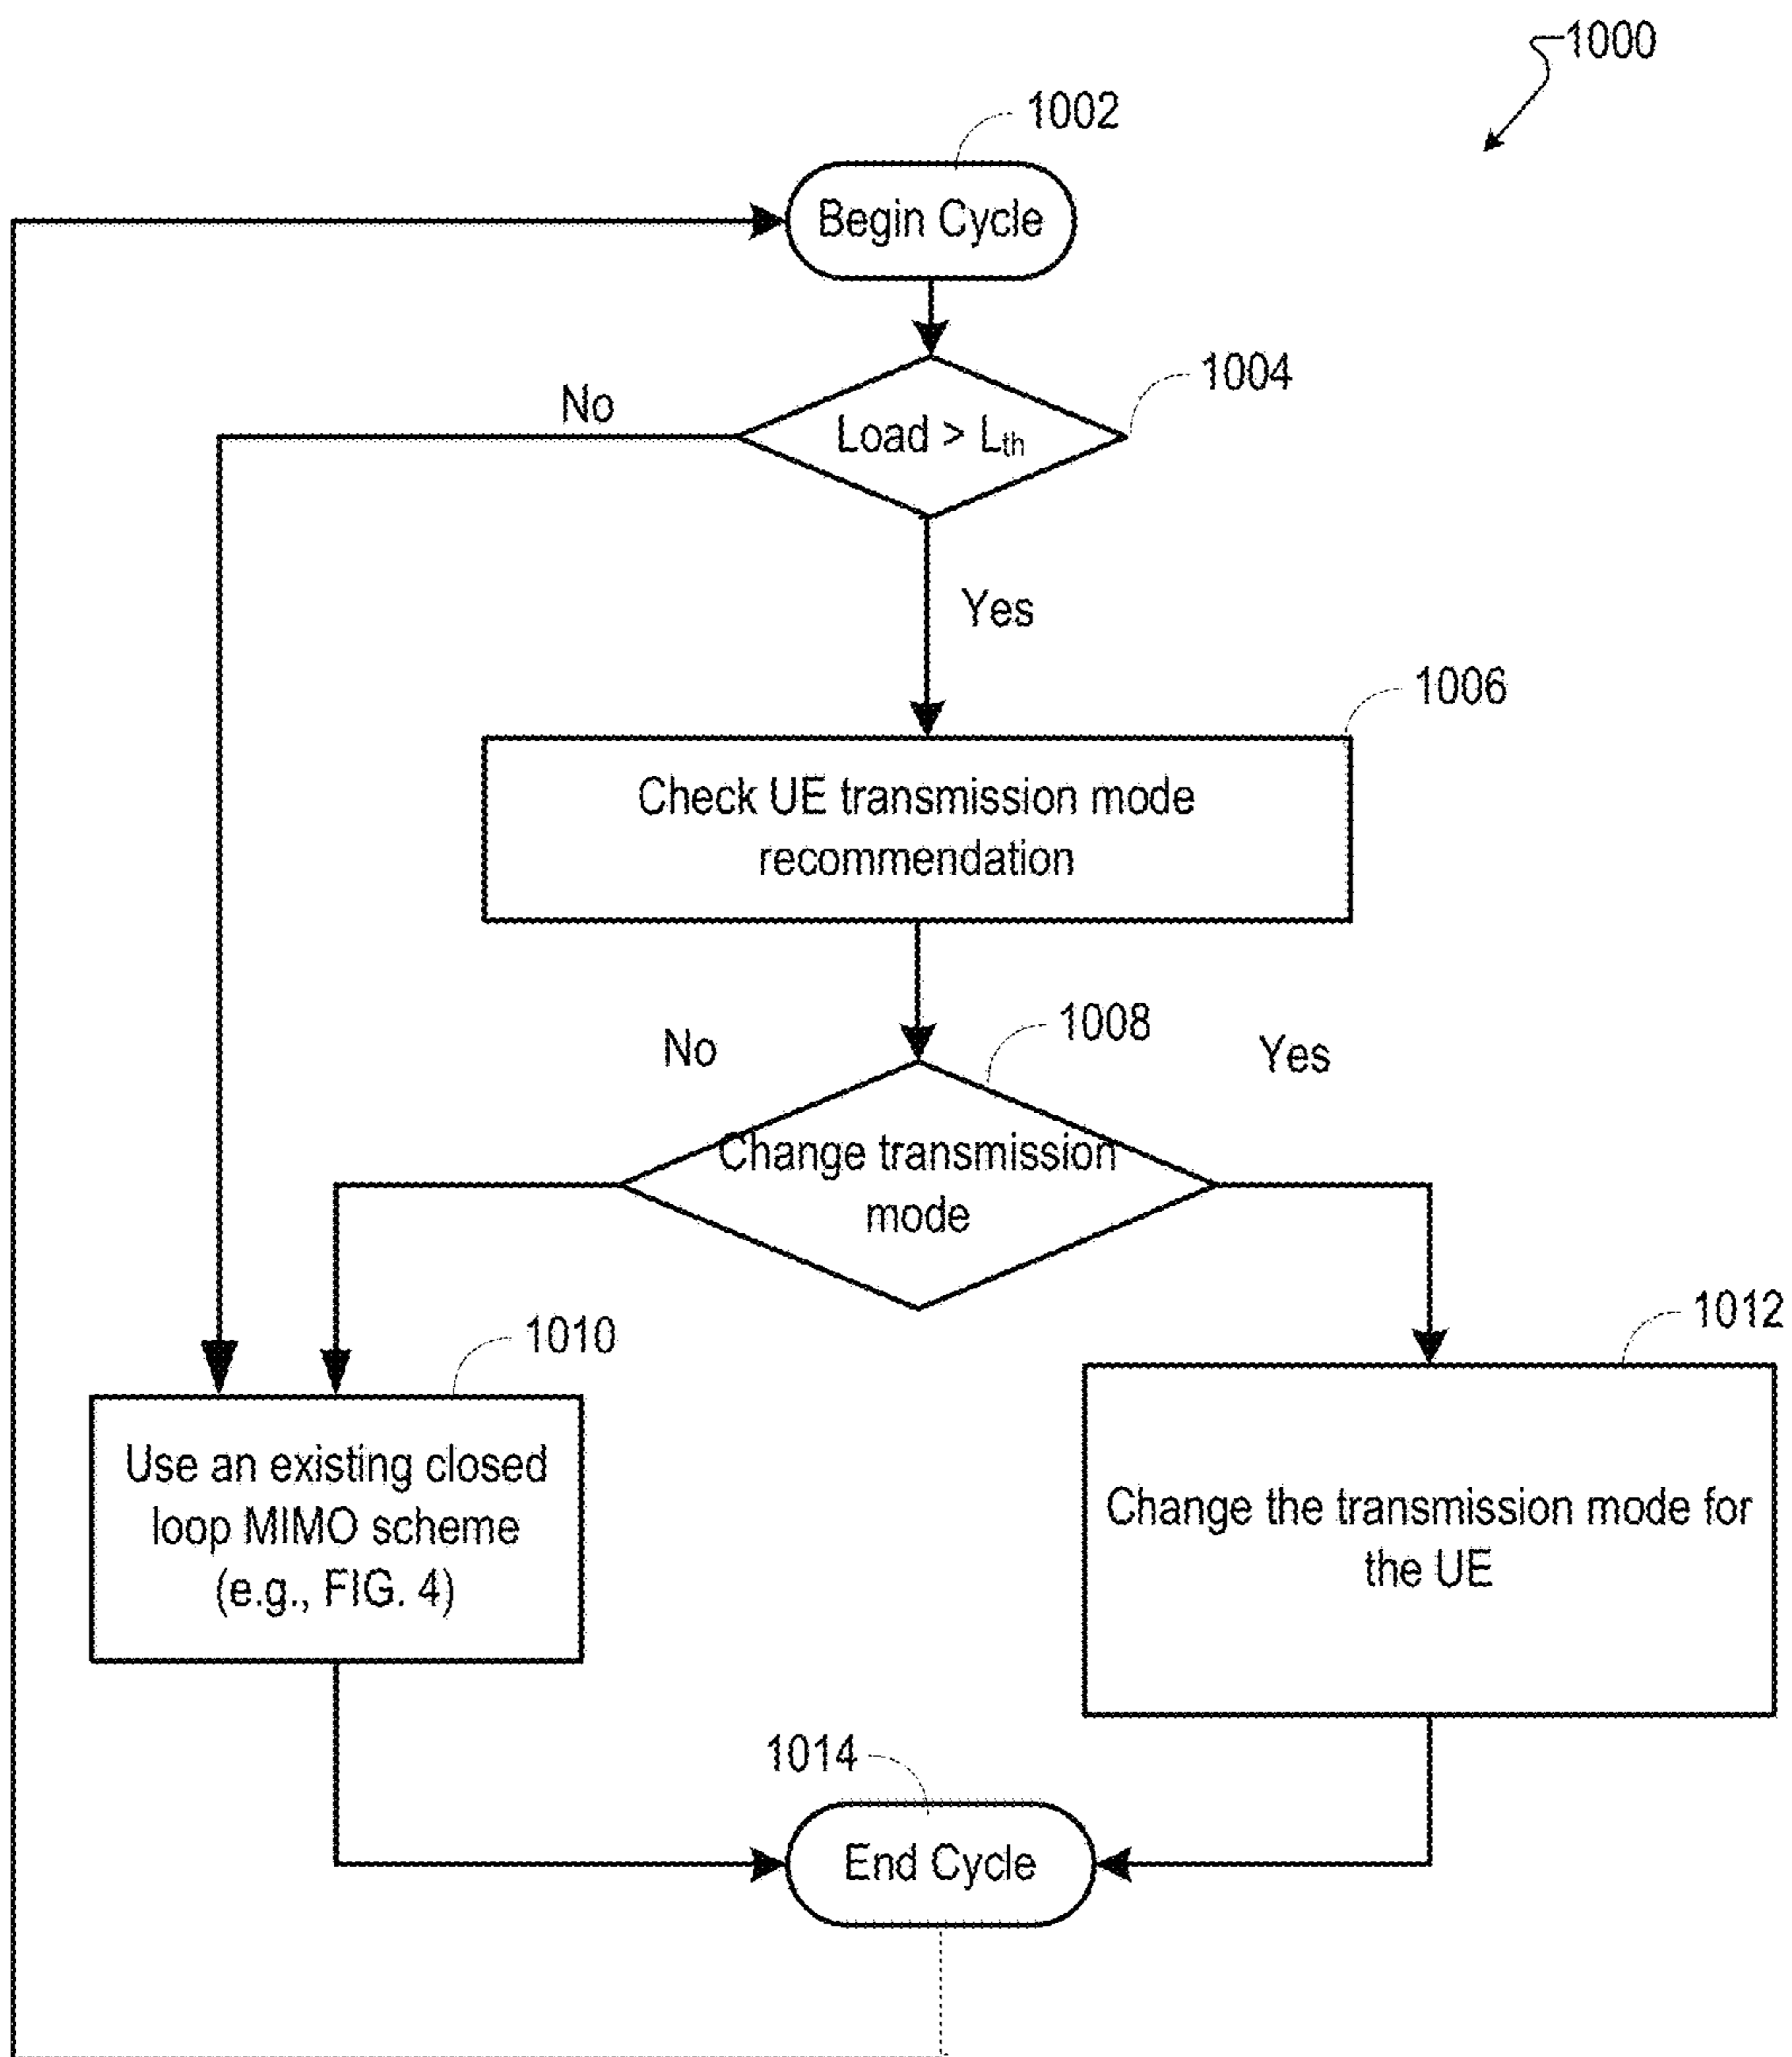 1000
1002
Begin Cycle
1004
No
Load > Lth
Yes
1006
Check UE transmission mode
recommendation
1008
No
Yes
Change transmission
mode
1010
1012
Use an existing closed
loop MIMO scheme
(e.g., FIG. 4)
Change the transmission mode for
the UE
1014
End Cycle